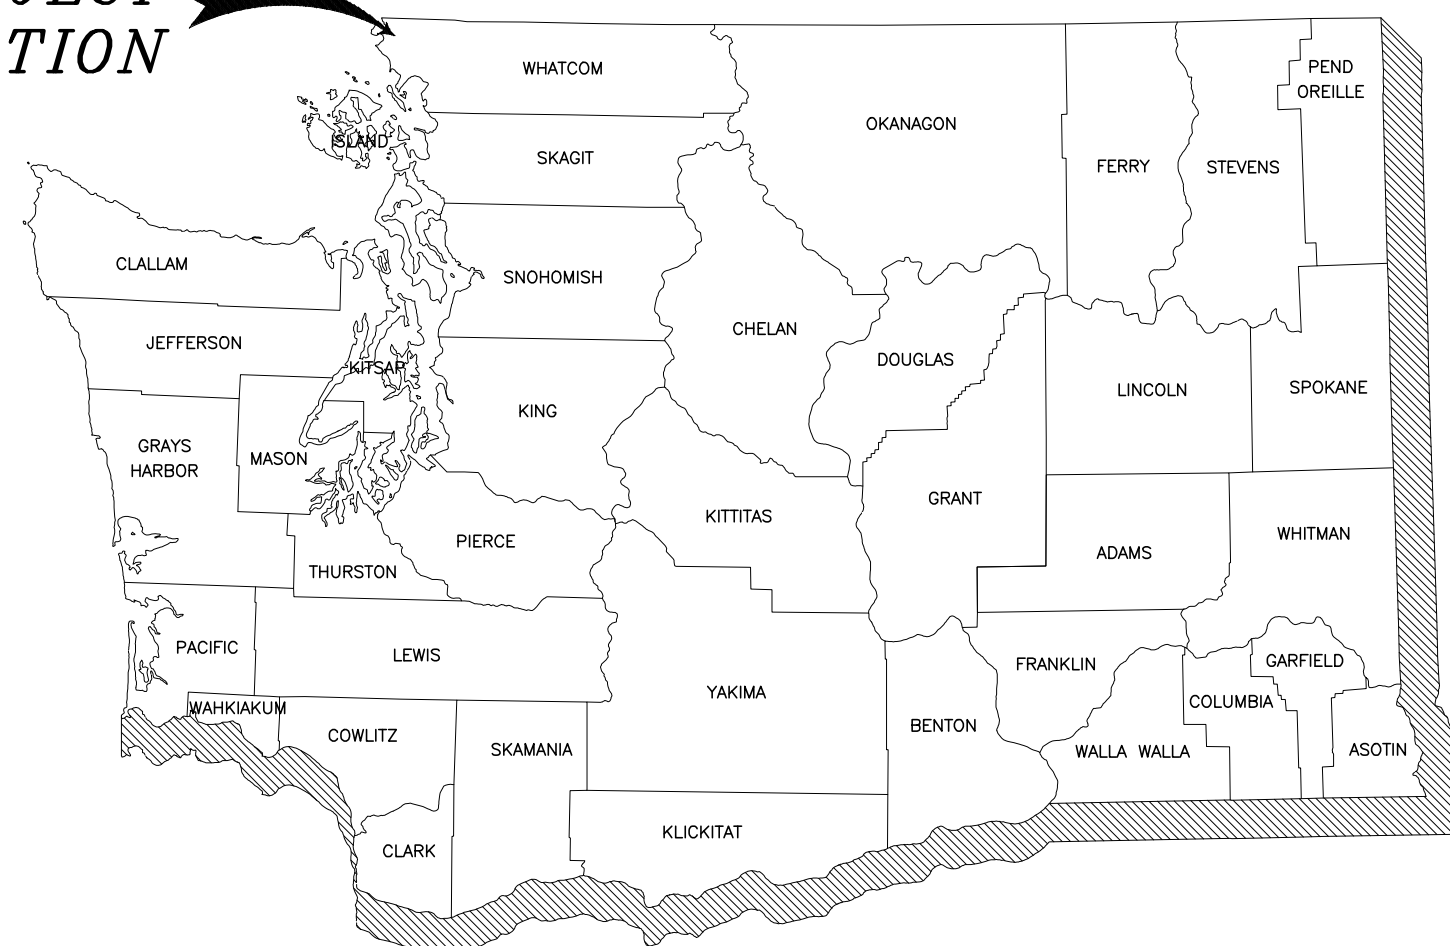 TION
WHATCOM
PEND
OREILLE
OKANAGON
ISLAND
SKAGIT
FERRY
STEVENS
CLALLAM
SNOHOMISH
CHELAN
JEFFERSON
DOUGLAS
KITSAP
LINCOLN
SPOKANE
KING
GRAYS
HARBOR
MASON
GRANT
KITTITAS
WHITMAN
PIERCE
ADAMS
THURSTON
PACIFIC
LEWIS
FRANKLIN
GARFIELD
YAKIMA
COLUMBIA
WAHKIAKUM
BENTON
COWLITZ
SKAMANIA
WALLA WALLA
ASOTIN
KLICKITAT
CLARK